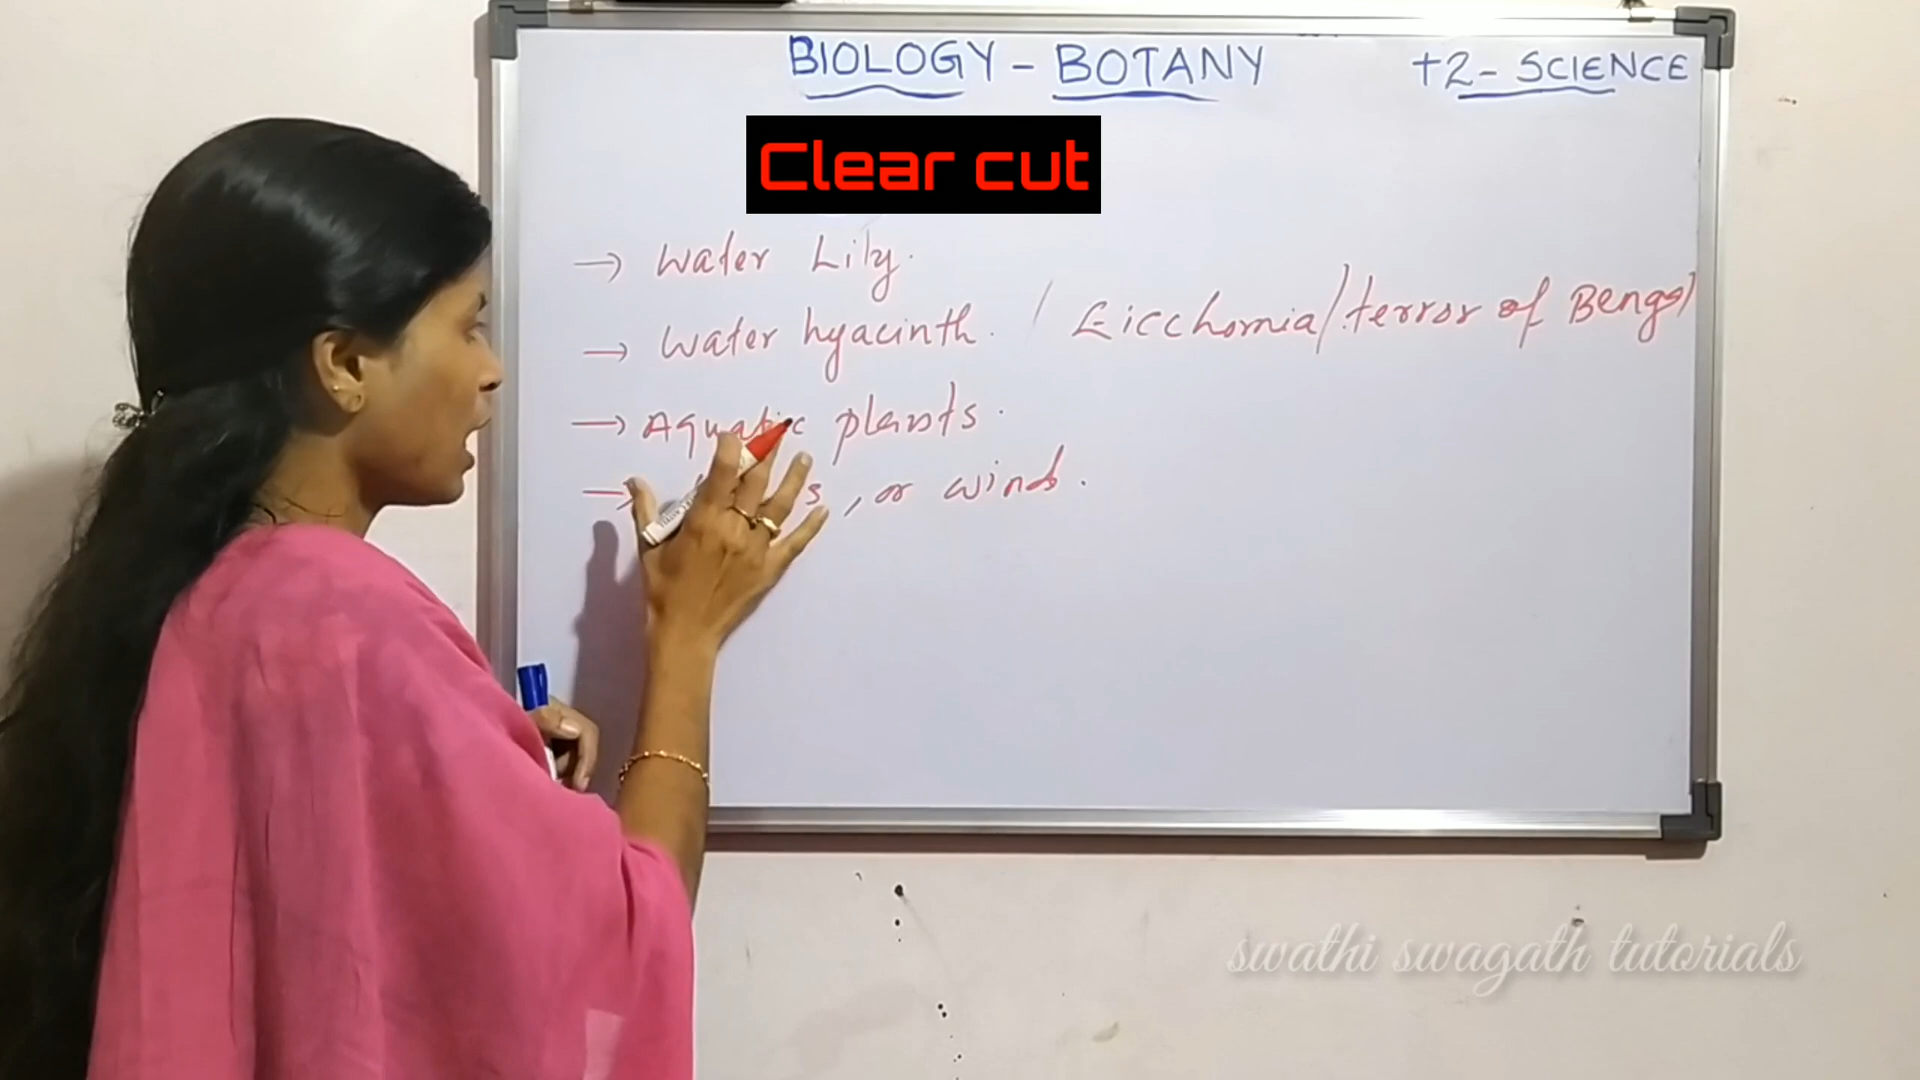 BIOLOGY - BOTANY +2 - SCIENCE
Clear cut
→ Water Lily.
→ Water hyacinth. / Eicchornia / terror of Bengal
→ Aquatic plants.
→ , or wind.
swathi swagath tutorials